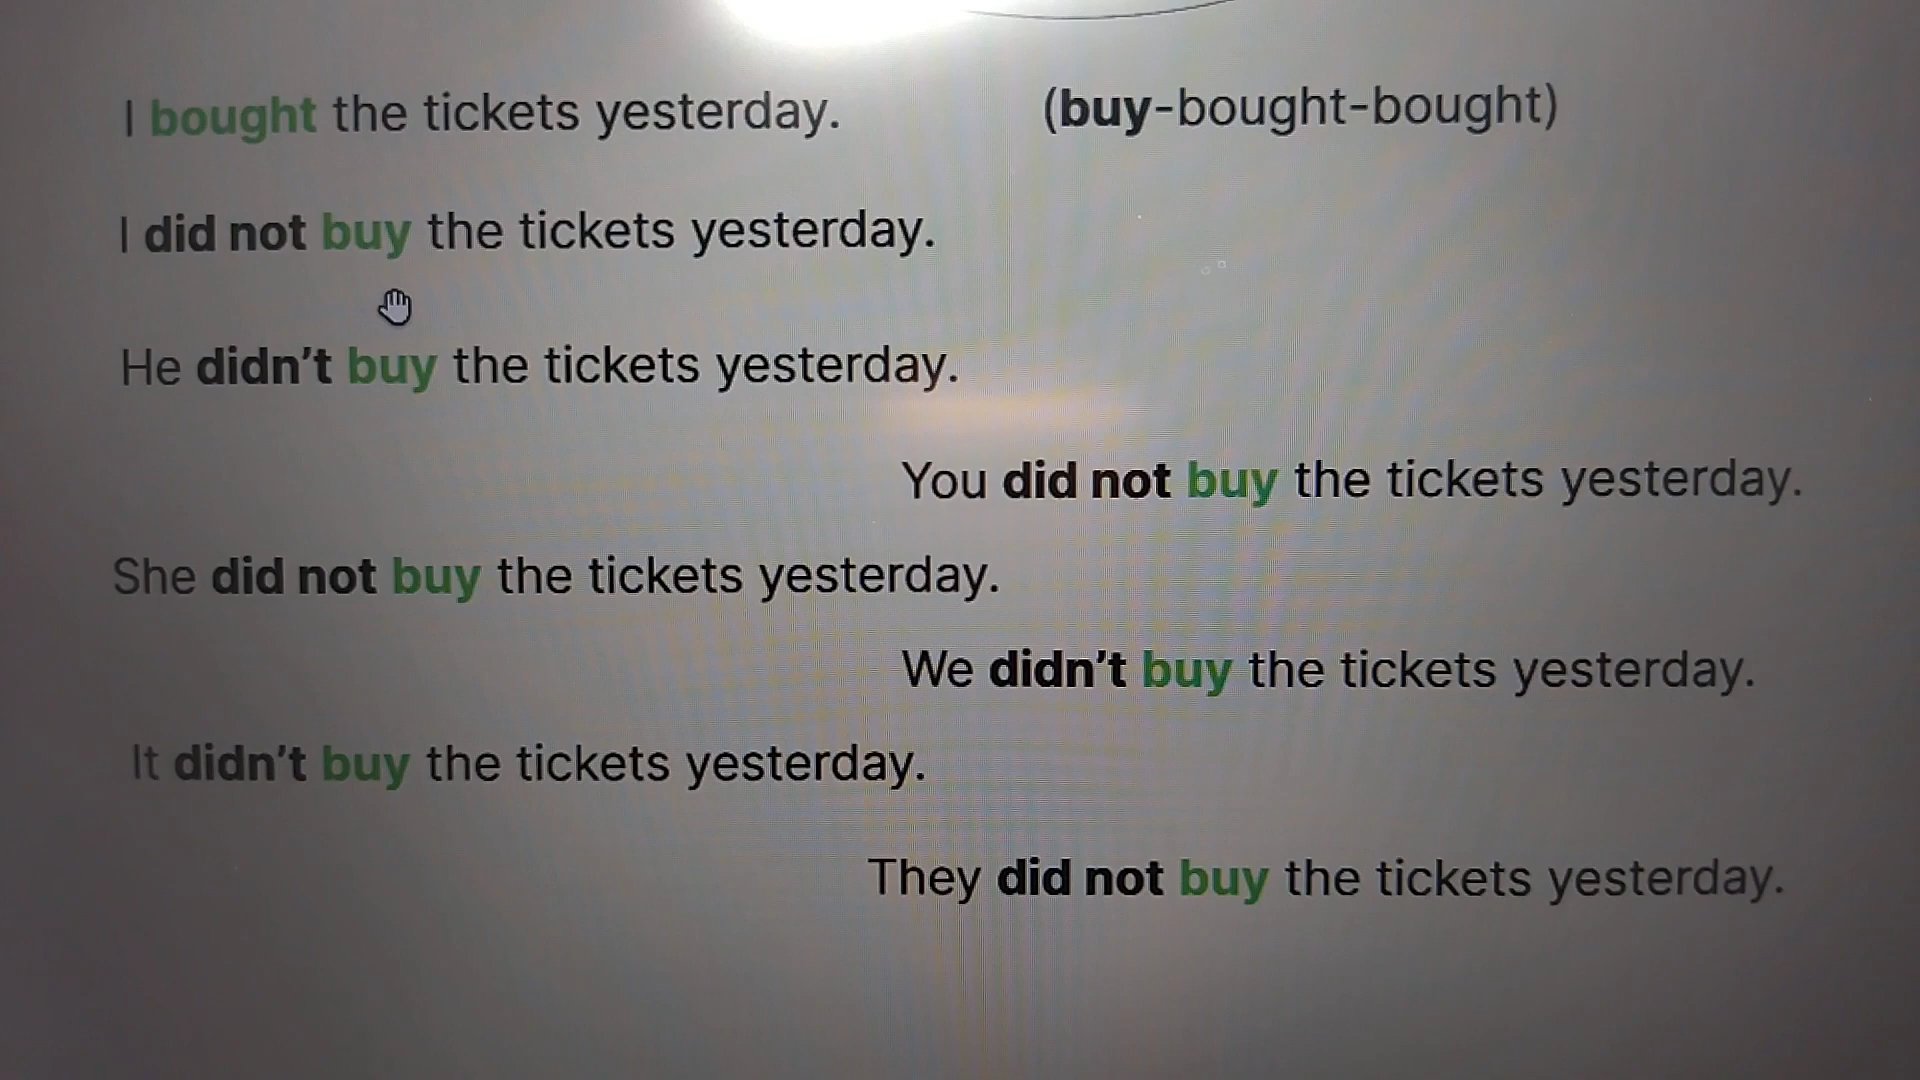 I bought the tickets yesterday. (buy-bought-bought)
I did not buy the tickets yesterday.
He didn't buy the tickets yesterday.
You did not buy the tickets yesterday.
She did not buy the tickets yesterday.
We didn't buy the tickets yesterday.
It didn't buy the tickets yesterday.
They did not buy the tickets yesterday.